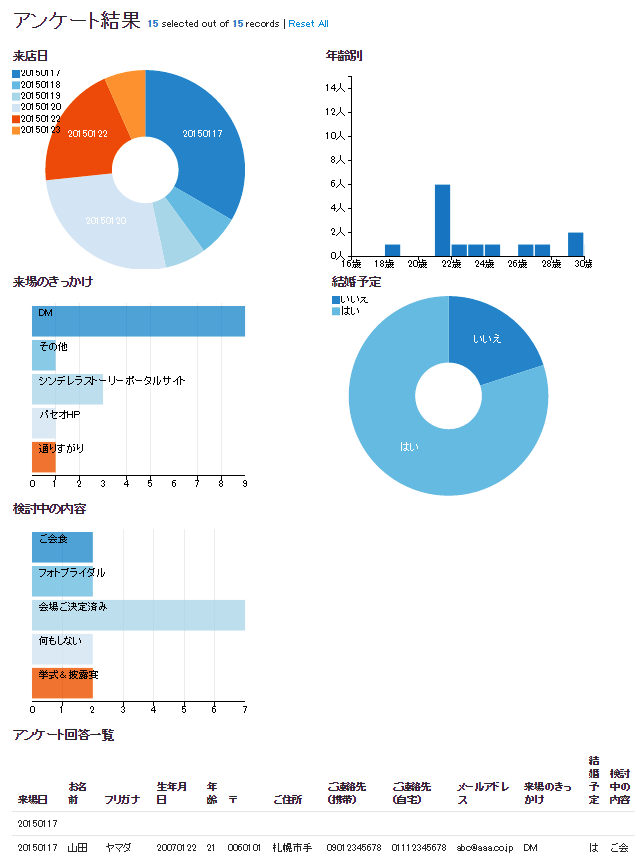 アンケート結果 15 selected out of 15 records | Reset All
来店日
20150117
20150118
20150119
20150120
20150122
20150123
20150117
20150122
20150120
年齢別
14人
12人
10人
8人
6人
4人
2人
0人
16歳 18歳 20歳 22歳 24歳 26歳 28歳 30歳
来場のきっかけ
DM
その他
シンデレラストーリーポータルサイト
パセオHP
通りすがり
0 1 2 3 4 5 6 7 8 9
結婚予定
いいえ
はい
いいえ
はい
検討中の内容
ご会食
フォトブライダル
会場ご決定済み
何もしない
挙式＆披露宴
0 1 2 3 4 5 6 7
アンケート回答一覧
来場日 お名前 フリガナ 生年月日 年齢 〒 ご住所 ご連絡先(携帯) ご連絡先(自宅) メールアドレス 来場のきっかけ 結婚予定 検討中の内容
20150117
20150117 山田 ヤマダ 20070122 21 0060101 札幌市手 09012345678 01112345678 abc@aaa.co.jp DM は ご会